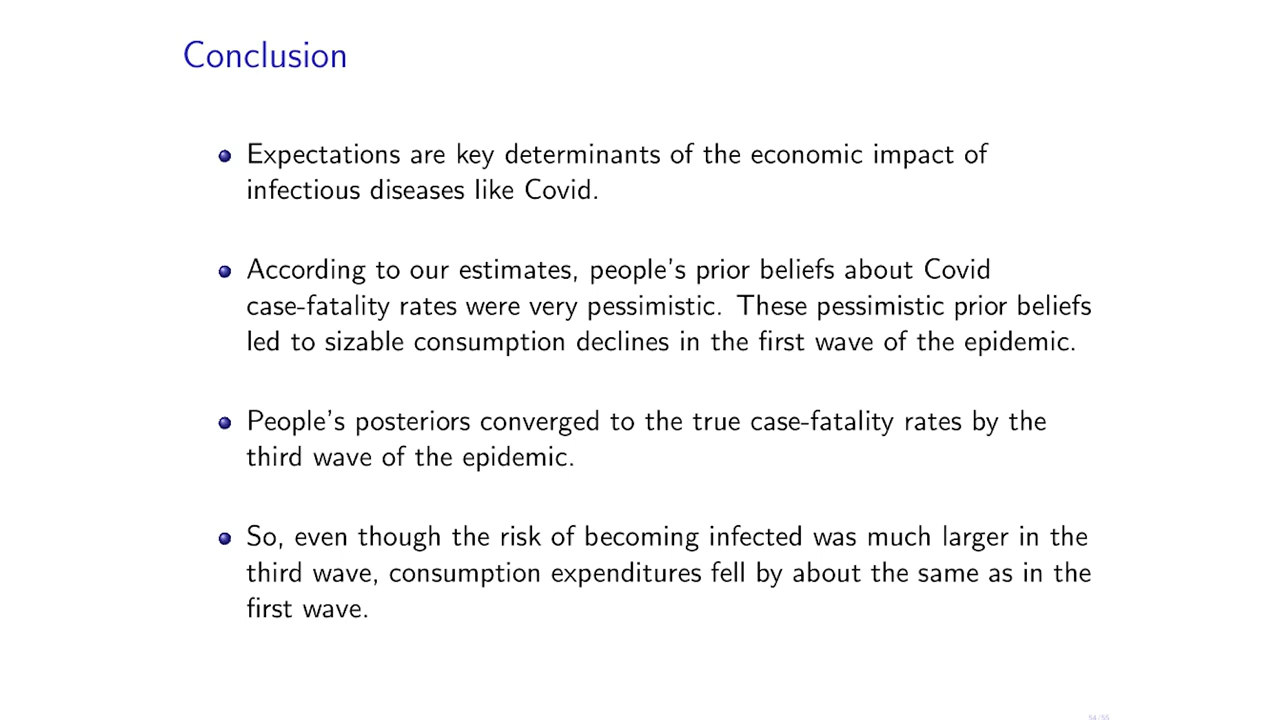 Conclusion
Expectations are key determinants of the economic impact of
infectious diseases like Covid.
According to our estimates, people's prior beliefs about Covid
case-fatality rates were very pessimistic. These pessimistic prior beliefs
led to sizable consumption declines in the first wave of the epidemic.
People's posteriors converged to the true case-fatality rates by the
third wave of the epidemic.
So, even though the risk of becoming infected was much larger in the
third wave, consumption expenditures fell by about the same as in the
first wave.
54/55